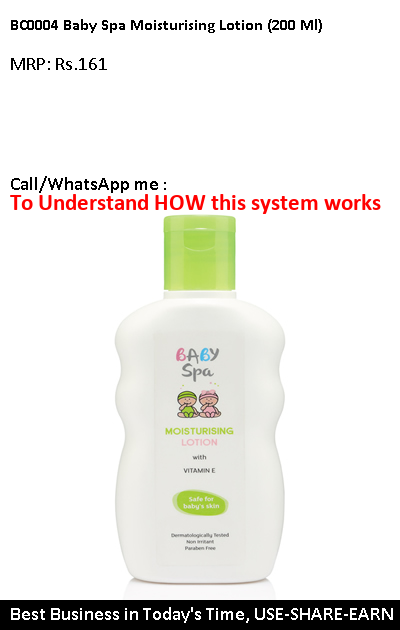 BC0004 Baby Spa Moisturising Lotion (200 Ml)
MRP: Rs.161
Call/WhatsApp me :
To Understand HOW this system works
BABY
Spa
MOISTURISING
LOTION
with
VITAMIN E
Safe for
baby's skin
Dermatologically Tested
Non Irritant
Paraben Free
Best Business in Today's Time, USE-SHARE-EARN